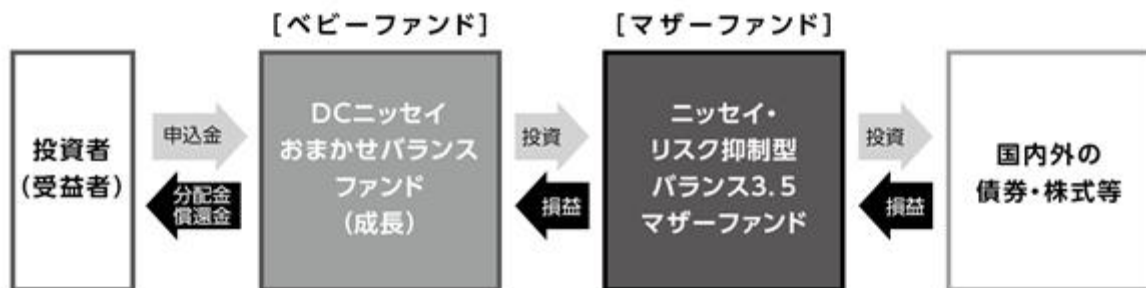 [ベビーファンド]
[マザーファンド]
投資者
(受益者)
申込金
分配金
償還金
DCニッセイ
おまかせバランス
ファンド
(成長)
投資
損益
ニッセイ・
リスク抑制型
バランス3.5
マザーファンド
投資
損益
国内外の
債券・株式等